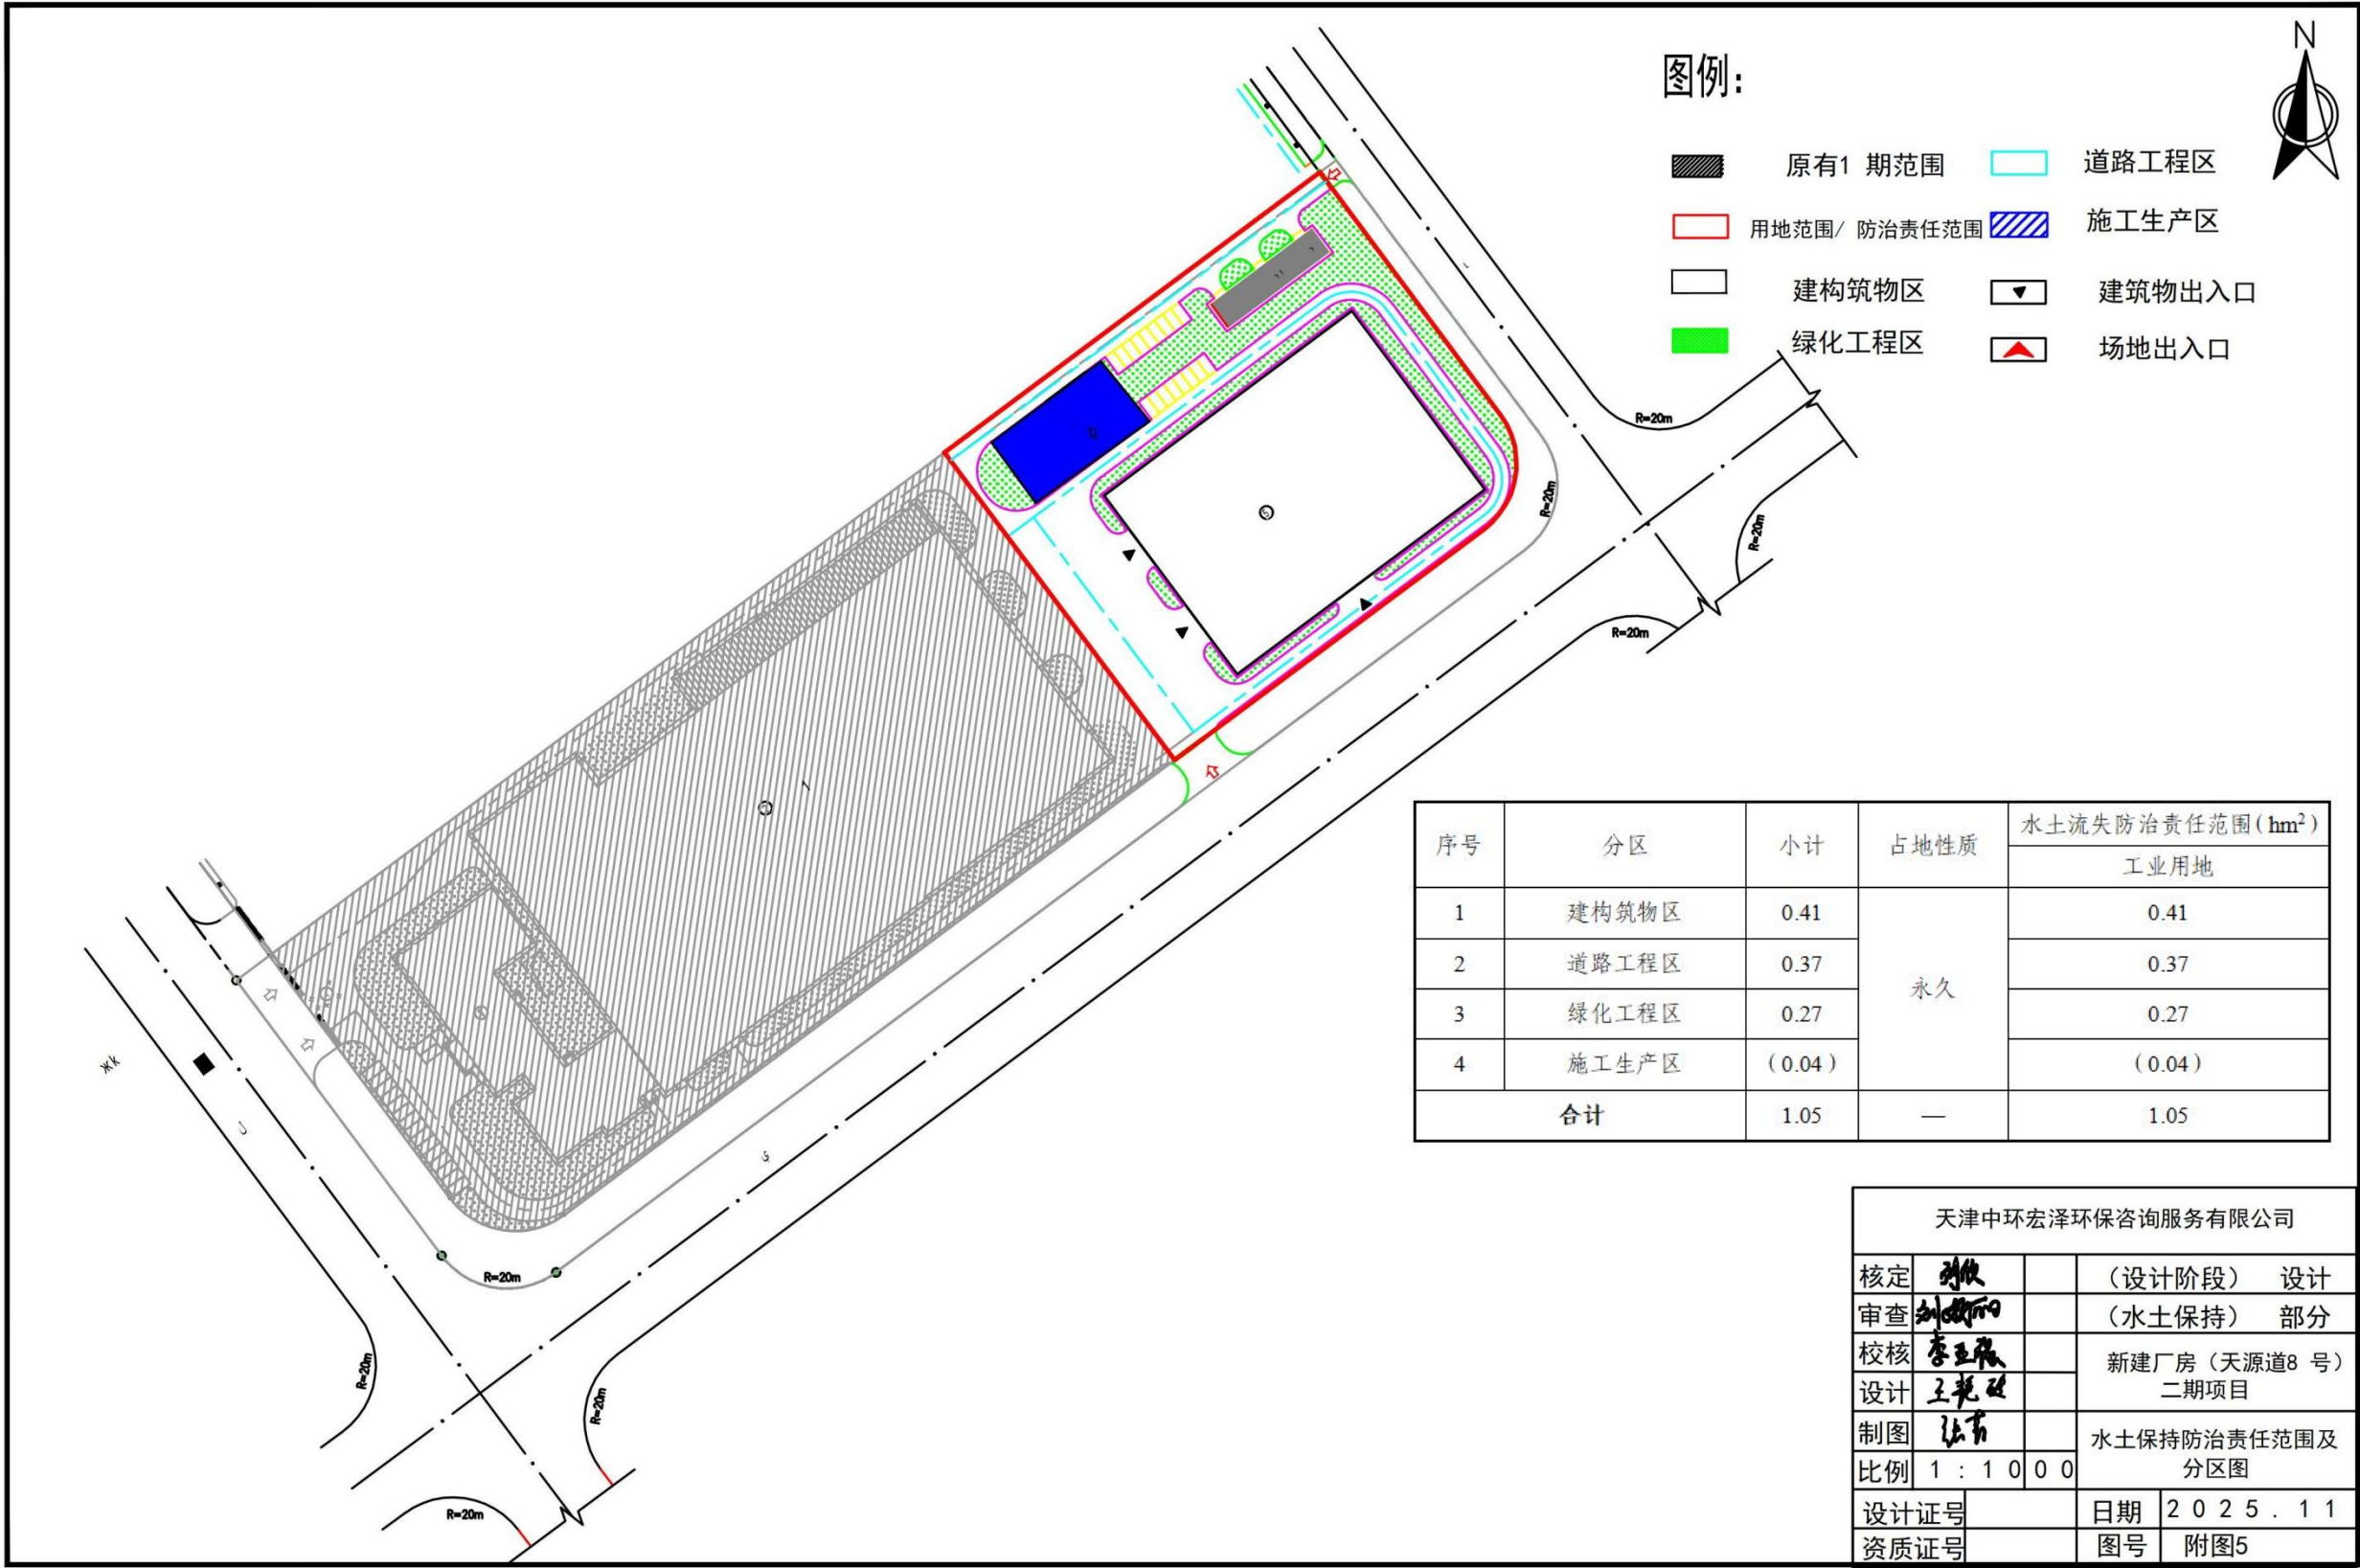 N
图例:
原有1 期范围
道路工程区
用地范围/ 防治责任范围
施工生产区
建构筑物区
建筑物出入口
绿化工程区
场地出入口
R=20m
R=20m
R=20m
R=20m
5
1
序号 分区 小计 占地性质 水土流失防治责任范围(hm²)
工业用地
1 建构筑物区 0.41 永久 0.41
2 道路工程区 0.37 0.37
3 绿化工程区 0.27 0.27
4 施工生产区 (0.04) (0.04)
合计 1.05 — 1.05
R=20m
R=20m
R=20m
R=20m
天津中环宏泽环保咨询服务有限公司
核定 (设计阶段) 设计
审查 (水土保持) 部分
校核 新建厂房(天源道8 号)
设计 二期项目
制图 水土保持防治责任范围及
比例 1:1000 分区图
设计证号 日期 2025.11
资质证号 图号 附图5